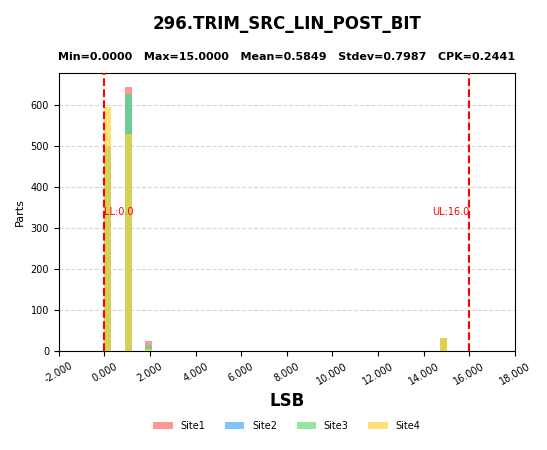 296.TRIM_SRC_LIN_POST_BIT
Min=0.0000 Max=15.0000 Mean=0.5849 Stdev=0.7987 CPK=0.2441
600
500
400
300
200
100
0
Parts
LL:0.0
UL:16.0
-2.000 0.000 2.000 4.000 6.000 8.000 10.000 12.000 14.000 16.000 18.000
LSB
Site1 Site2 Site3 Site4